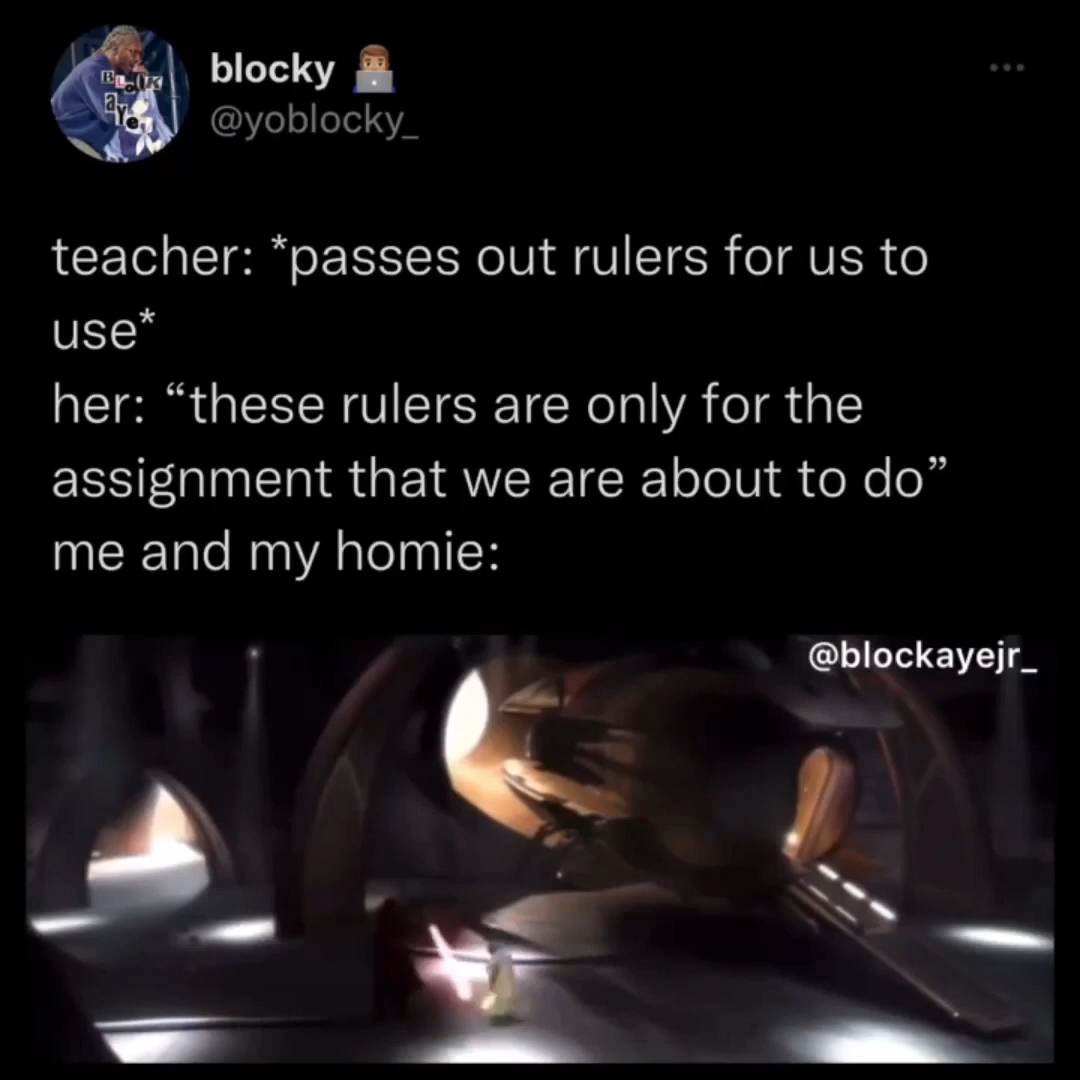 blocky 👨🏽‍💻
@yoblocky_
teacher: *passes out rulers for us to
use*
her: “these rulers are only for the
assignment that we are about to do”
me and my homie:
@blockayejr_